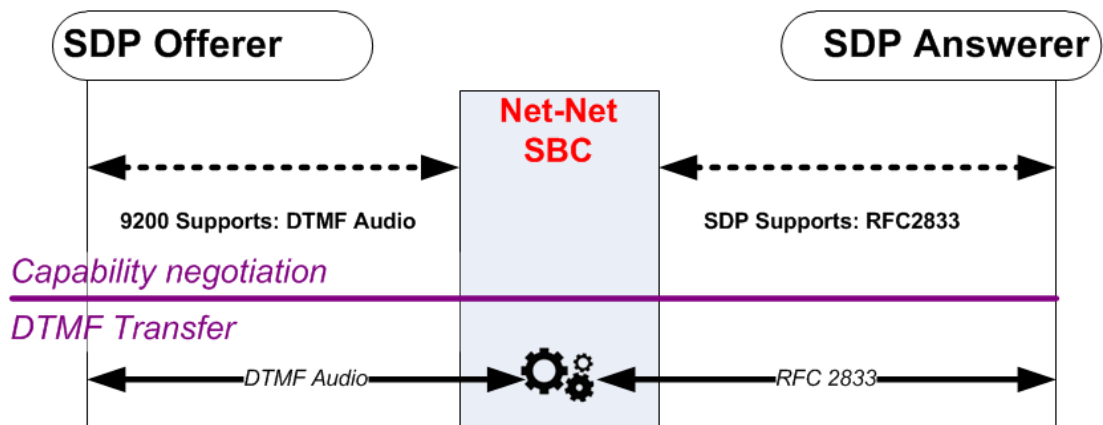 SDP Offerer
SDP Answerer
Net-Net
SBC
9200 Supports: DTMF Audio
SDP Supports: RFC2833
Capability negotiation
DTMF Transfer
DTMF Audio
RFC 2833